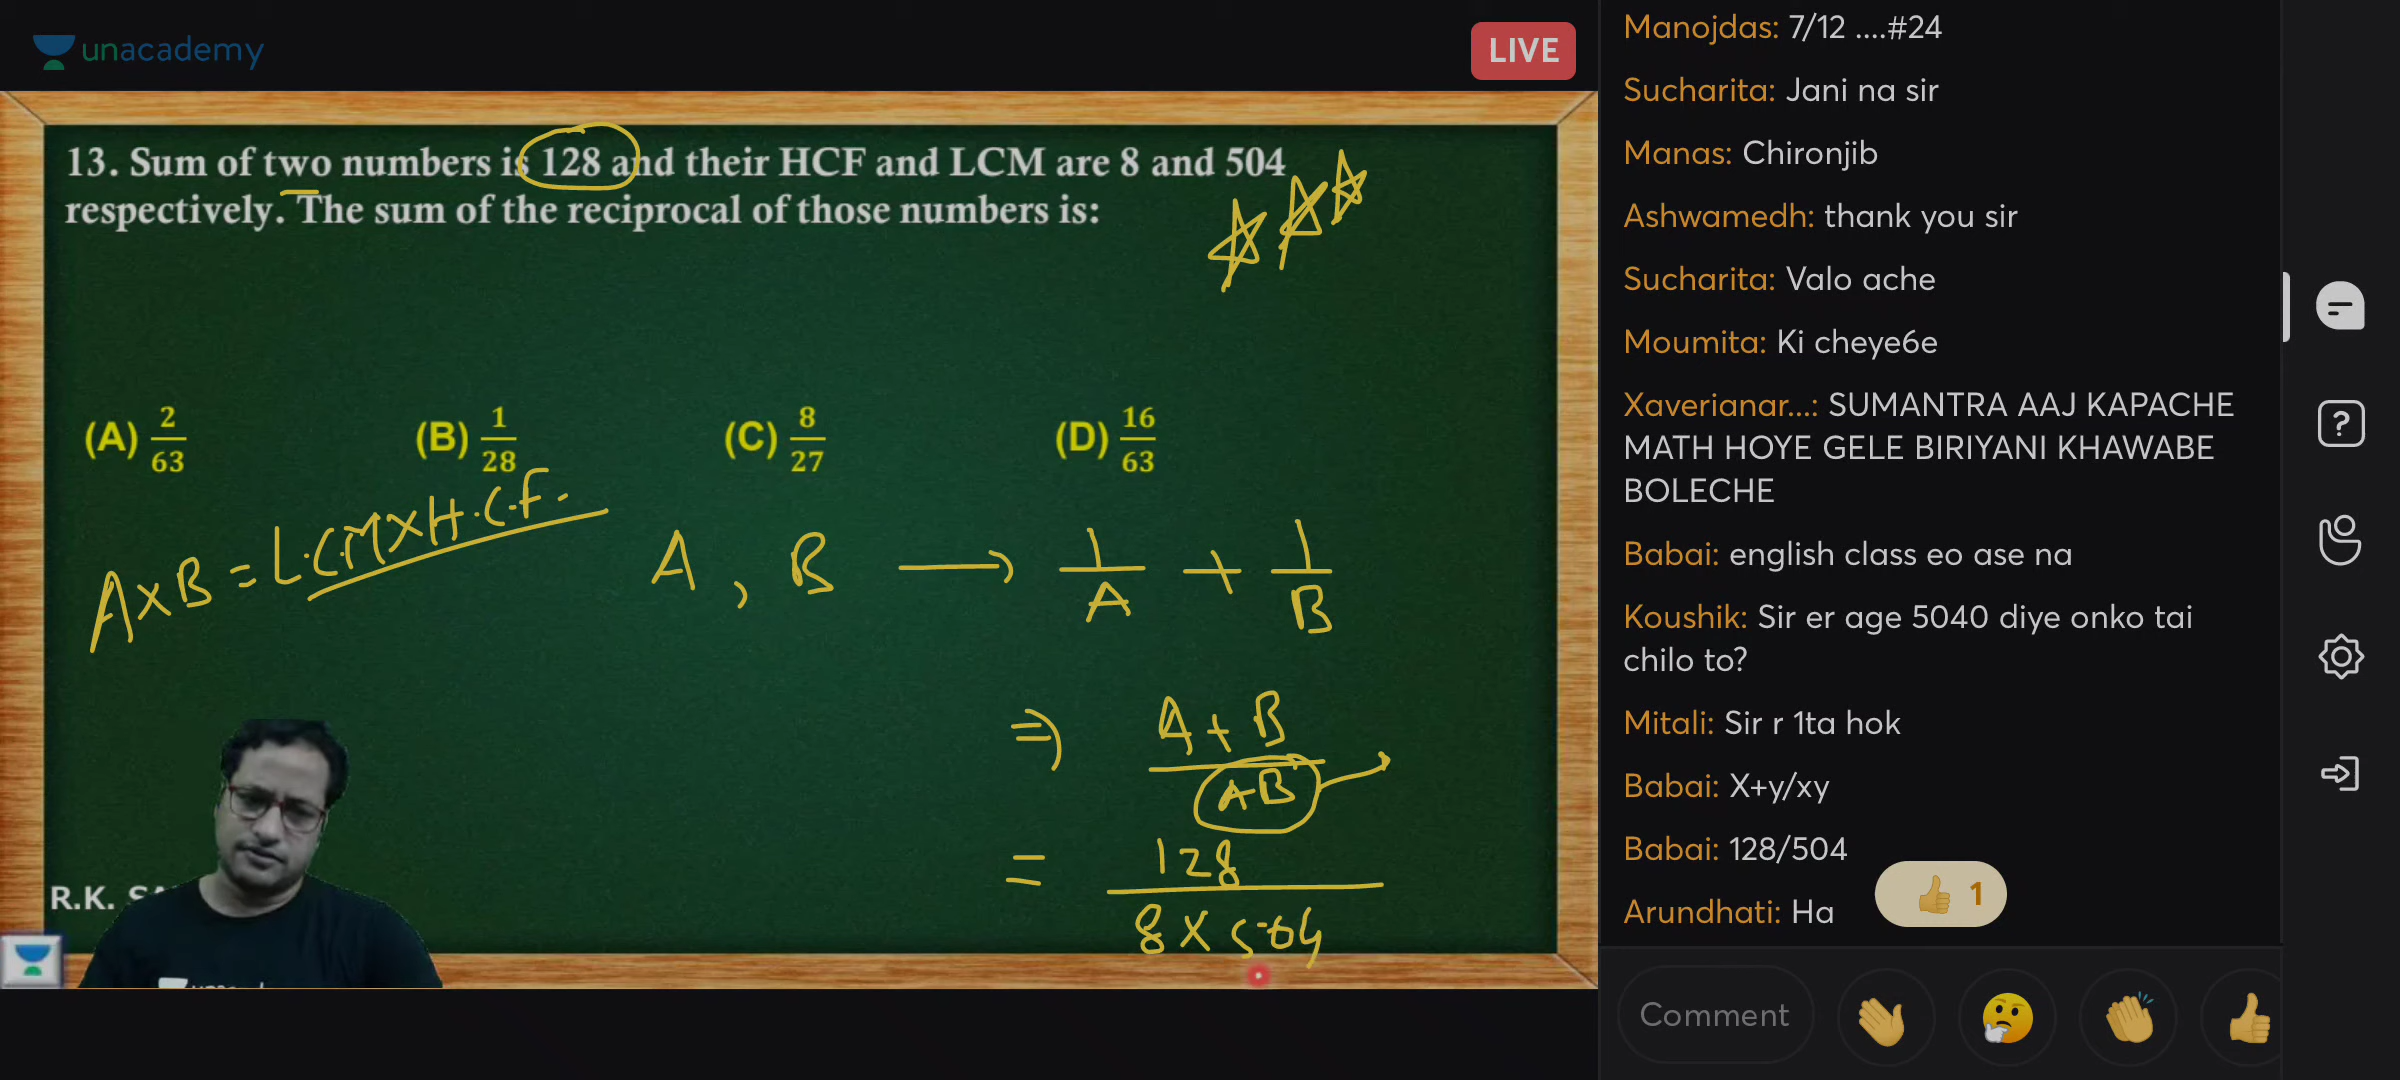 unacademy
LIVE
13. Sum of two numbers is 128 and their HCF and LCM are 8 and 504
respectively. The sum of the reciprocal of those numbers is:
(A) 2/63 (B) 1/28 (C) 8/27 (D) 16/63
A×B = L.C.M×H.C.F.
A , B → 1/A + 1/B
⇒ A+B/AB
= 128/8×504
R.K.
Manojdas: 7/12 ....#24
Sucharita: Jani na sir
Manas: Chironjib
Ashwamedh: thank you sir
Sucharita: Valo ache
Moumita: Ki cheye6e
Xaverianar...: SUMANTRA AAJ KAPACHE
MATH HOYE GELE BIRIYANI KHAWABE
BOLECHE
Babai: english class eo ase na
Koushik: Sir er age 5040 diye onko tai
chilo to?
Mitali: Sir r 1ta hok
Babai: X+y/xy
Babai: 128/504
Arundhati: Ha
1
Comment